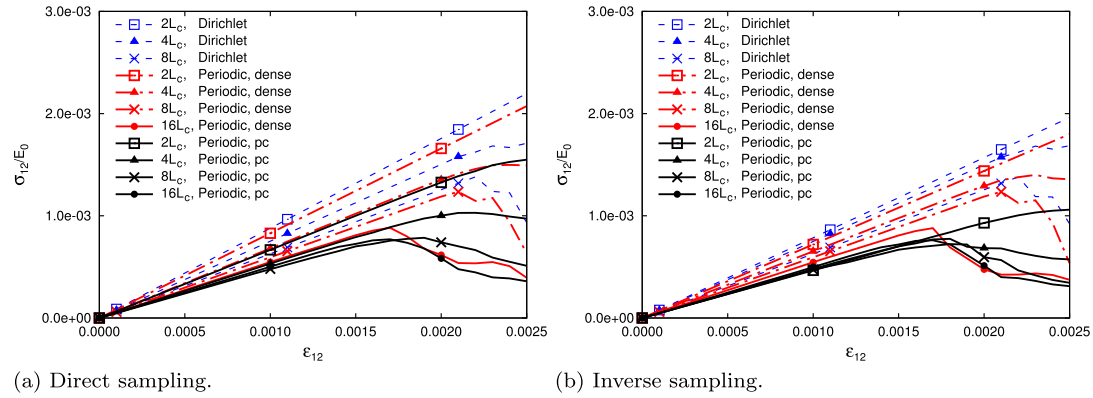 3.0e-03
2.0e-03
1.0e-03
0.0e+00
σ12/E0
2Lc, Dirichlet
4Lc, Dirichlet
8Lc, Dirichlet
2Lc, Periodic, dense
4Lc, Periodic, dense
8Lc, Periodic, dense
16Lc, Periodic, dense
2Lc, Periodic, pc
4Lc, Periodic, pc
8Lc, Periodic, pc
16Lc, Periodic, pc
0.0000 0.0005 0.0010 0.0015 0.0020 0.0025
ε12
(a) Direct sampling.
3.0e-03
2.0e-03
1.0e-03
0.0e+00
σ12/E0
2Lc, Dirichlet
4Lc, Dirichlet
8Lc, Dirichlet
2Lc, Periodic, dense
4Lc, Periodic, dense
8Lc, Periodic, dense
16Lc, Periodic, dense
2Lc, Periodic, pc
4Lc, Periodic, pc
8Lc, Periodic, pc
16Lc, Periodic, pc
0.0000 0.0005 0.0010 0.0015 0.0020 0.0025
ε12
(b) Inverse sampling.